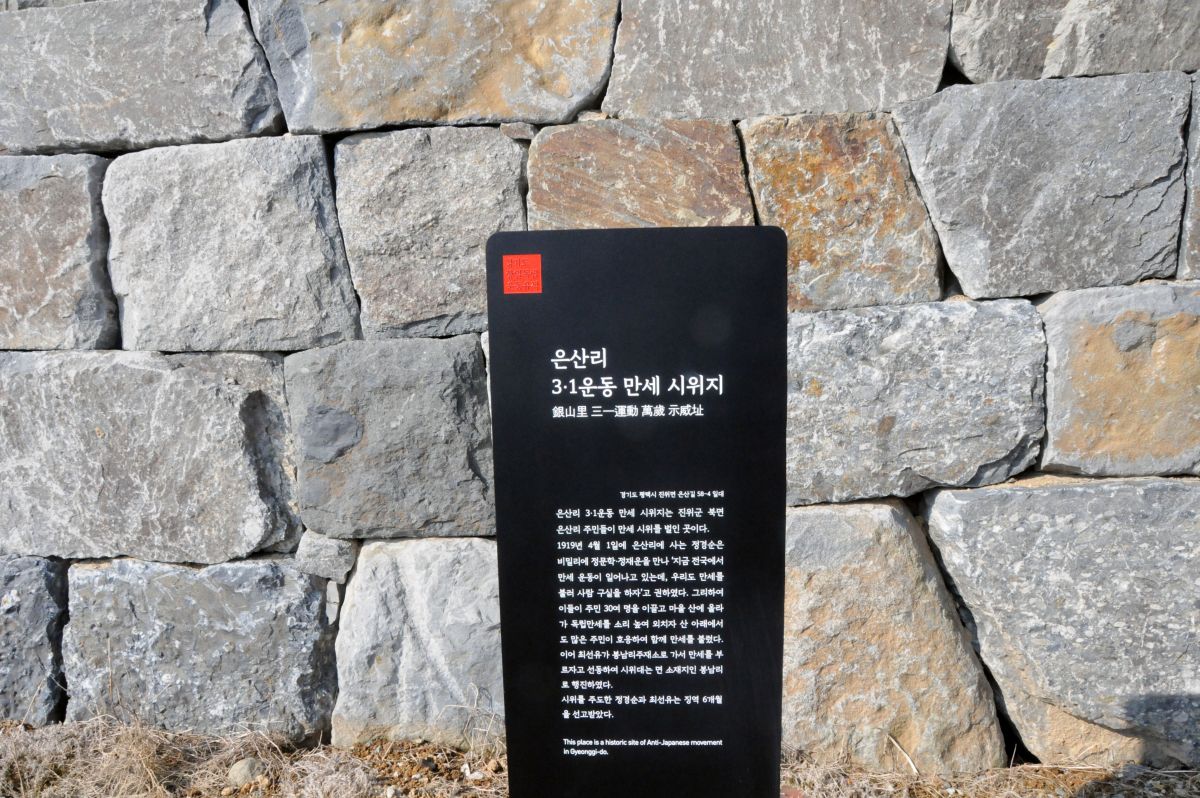 은산리
3·1운동 만세 시위지
銀山里 三一運動 萬歲 示威址
경기도 평택시 진위면 은산길 58-4 일대
은산리 3·1운동 만세 시위지는 진위군 북면
은산리 주민들이 만세 시위를 벌인 곳이다.
1919년 4월 1일에 은산리에 사는 정경순은
비밀리에 정문학·정재운을 만나 '지금 전국에서
만세 운동이 일어나고 있는데, 우리도 만세를
불러 사람 구실을 하자'고 권하였다. 그리하여
이들이 주민 30여 명을 이끌고 마을 산에 올라
가 독립만세를 소리 높여 외치자 산 아래에서
도 많은 주민이 호응하여 함께 만세를 불렀다.
이어 최선유가 봉남리주재소로 가서 만세를 부
르자고 선동하여 시위대는 면 소재지인 봉남리
로 행진하였다.
시위를 주도한 정경순과 최선유는 징역 6개월
을 선고받았다.
This place is a historic site of Anti-Japanese movement
in Gyeonggi-do.